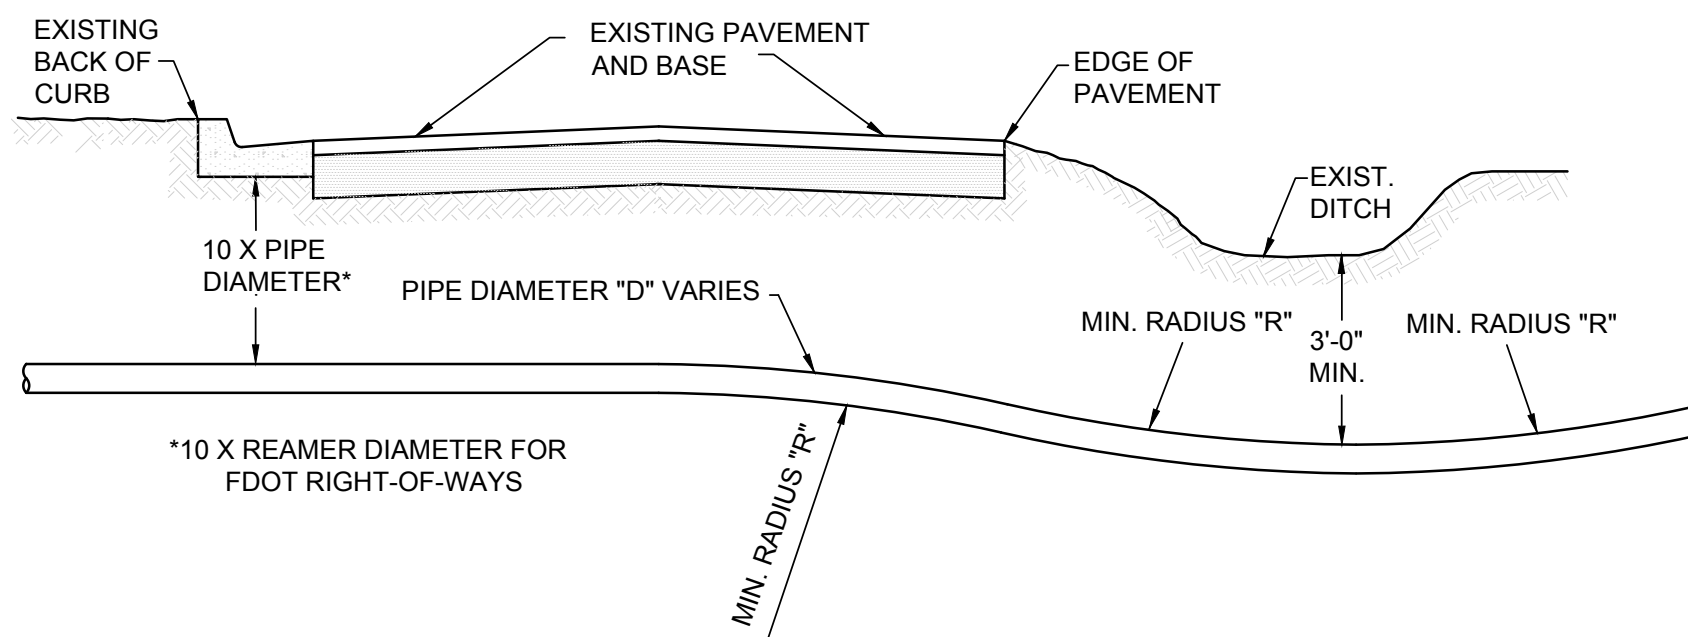 EXISTING
BACK OF
CURB
EXISTING PAVEMENT
AND BASE
EDGE OF
PAVEMENT
EXIST.
DITCH
10 X PIPE
DIAMETER*
PIPE DIAMETER "D" VARIES
MIN. RADIUS "R"
3'-0"
MIN.
MIN. RADIUS "R"
*10 X REAMER DIAMETER FOR
FDOT RIGHT-OF-WAYS
MIN. RADIUS "R"